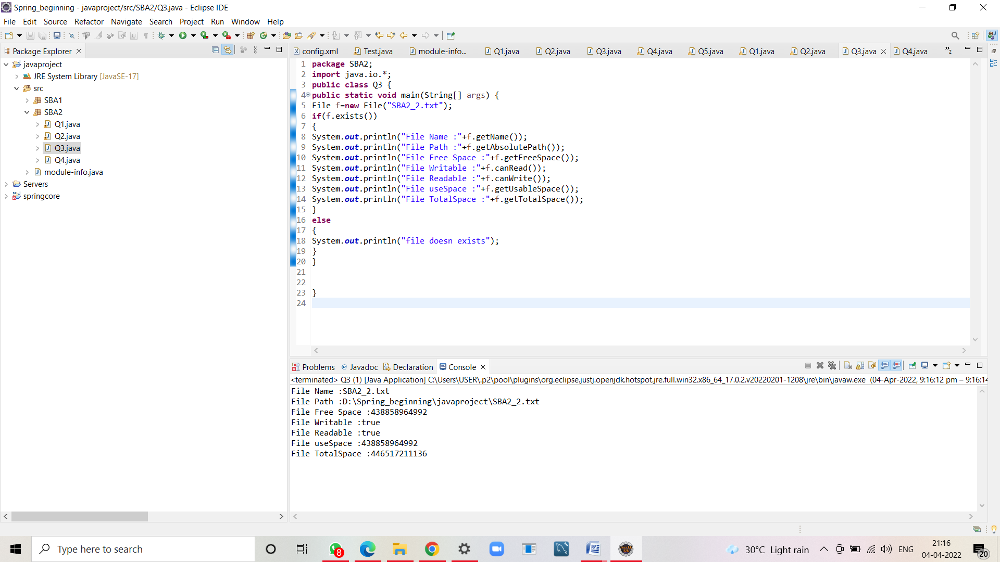 Spring_beginning - javaproject/src/SBA2/Q3.java - Eclipse IDE
File Edit Source Refactor Navigate Search Project Run Window Help
Package Explorer
javaproject
JRE System Library [JavaSE-17]
src
SBA1
SBA2
Q1.java
Q2.java
Q3.java
Q4.java
module-info.java
Servers
springcore
config.xml Test.java module-info... Q1.java Q2.java Q3.java Q4.java Q5.java Q1.java Q2.java Q3.java Q4.java »2
1 package SBA2;
2 import java.io.*;
3 public class Q3 {
4 public static void main(String[] args) {
5 File f=new File("SBA2_2.txt");
6 if(f.exists())
7 {
8 System.out.println("File Name :"+f.getName());
9 System.out.println("File Path :"+f.getAbsolutePath());
10 System.out.println("File Free Space :"+f.getFreeSpace());
11 System.out.println("File Writable :"+f.canRead());
12 System.out.println("File Readable :"+f.canWrite());
13 System.out.println("File useSpace :"+f.getUsableSpace());
14 System.out.println("File TotalSpace :"+f.getTotalSpace());
15 }
16 else
17 {
18 System.out.println("file doesn exists");
19 }
20 }
21
22
23 }
24
Problems @ Javadoc Declaration Console
<terminated> Q3 (1) [Java Application] C:\Users\USER\.p2\pool\plugins\org.eclipse.justj.openjdk.hotspot.jre.full.win32.x86_64_17.0.2.v20220201-1208\jre\bin\javaw.exe (04-Apr-2022, 9:16:12 pm – 9:16:14
File Name :SBA2_2.txt
File Path :D:\Spring_beginning\javaproject\SBA2_2.txt
File Free Space :438858964992
File Writable :true
File Readable :true
File useSpace :438858964992
File TotalSpace :446517211136
Type here to search
8
30°C Light rain
ENG
21:16
04-04-2022
20